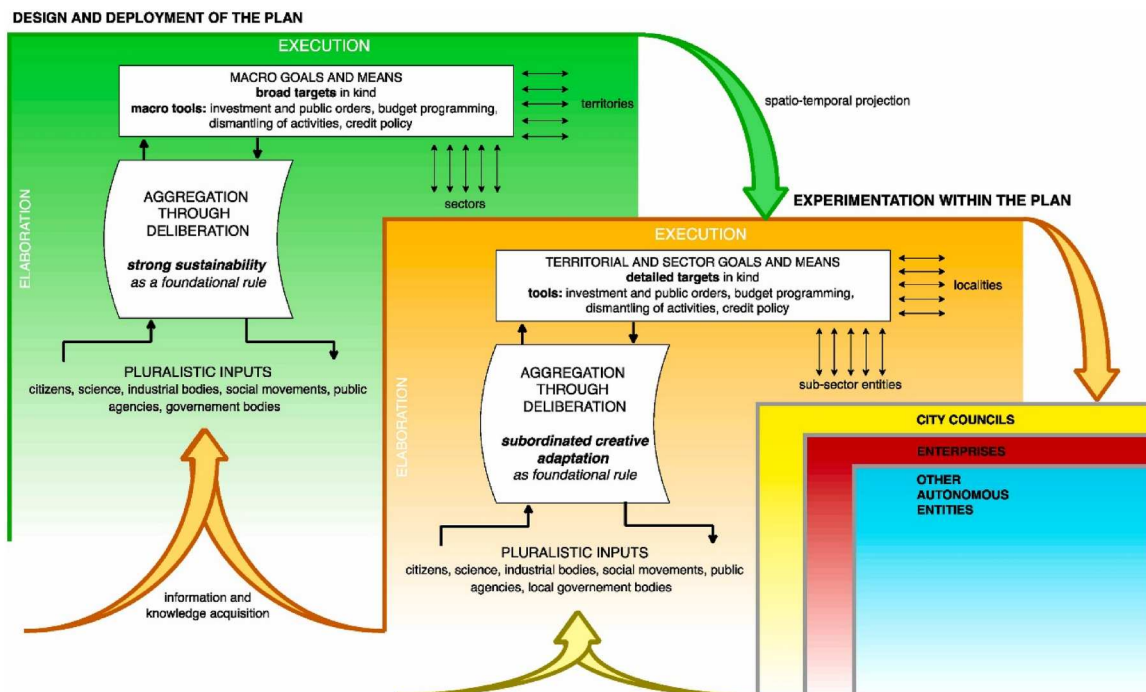 DESIGN AND DEPLOYMENT OF THE PLAN
EXECUTION
MACRO GOALS AND MEANS
broad targets in kind
macro tools: investment and public orders, budget programming,
dismantling of activities, credit policy
territories
sectors
spatio-temporal projection
ELABORATION
AGGREGATION
THROUGH
DELIBERATION
strong sustainability
as a foundational rule
PLURALISTIC INPUTS
citizens, science, industrial bodies, social movements, public
agencies, governement bodies
information and
knowledge acquisition
EXPERIMENTATION WITHIN THE PLAN
EXECUTION
TERRITORIAL AND SECTOR GOALS AND MEANS
detailed targets in kind
tools: investment and public orders, budget programming,
dismantling of activities, credit policy
localities
sub-sector entities
ELABORATION
AGGREGATION
THROUGH
DELIBERATION
subordinated creative
adaptation
as foundational rule
PLURALISTIC INPUTS
citizens, science, industrial bodies, social movements, public
agencies, local governement bodies
CITY COUNCILS
ENTERPRISES
OTHER
AUTONOMOUS
ENTITIES